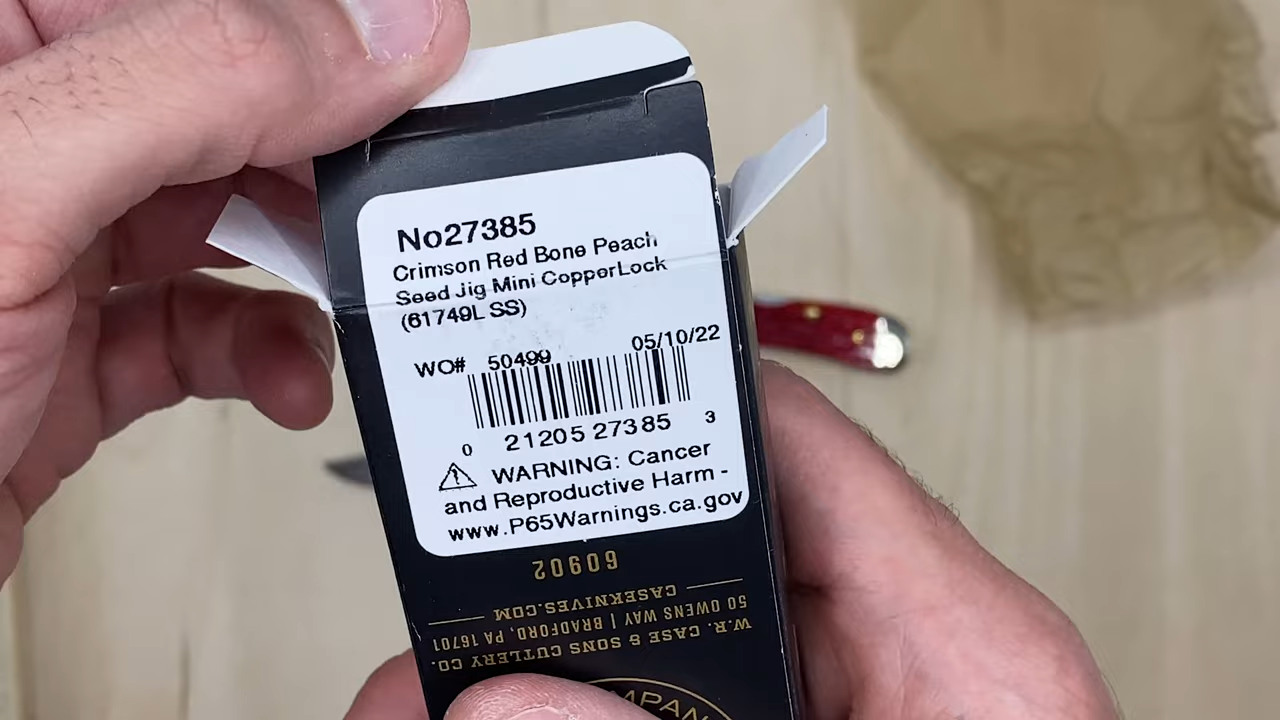 No27385
Crimson Red Bone Peach
Seed Jig Mini CopperLock
(61749L SS)
WO# 50499 05/10/22
0 21205 27385 3
WARNING: Cancer
and Reproductive Harm -
www.P65Warnings.ca.gov
60902
CASEKNIVES.COM
50 OWENS WAY | BRADFORD, PA 16701
W.R. CASE & SONS CUTLERY CO.